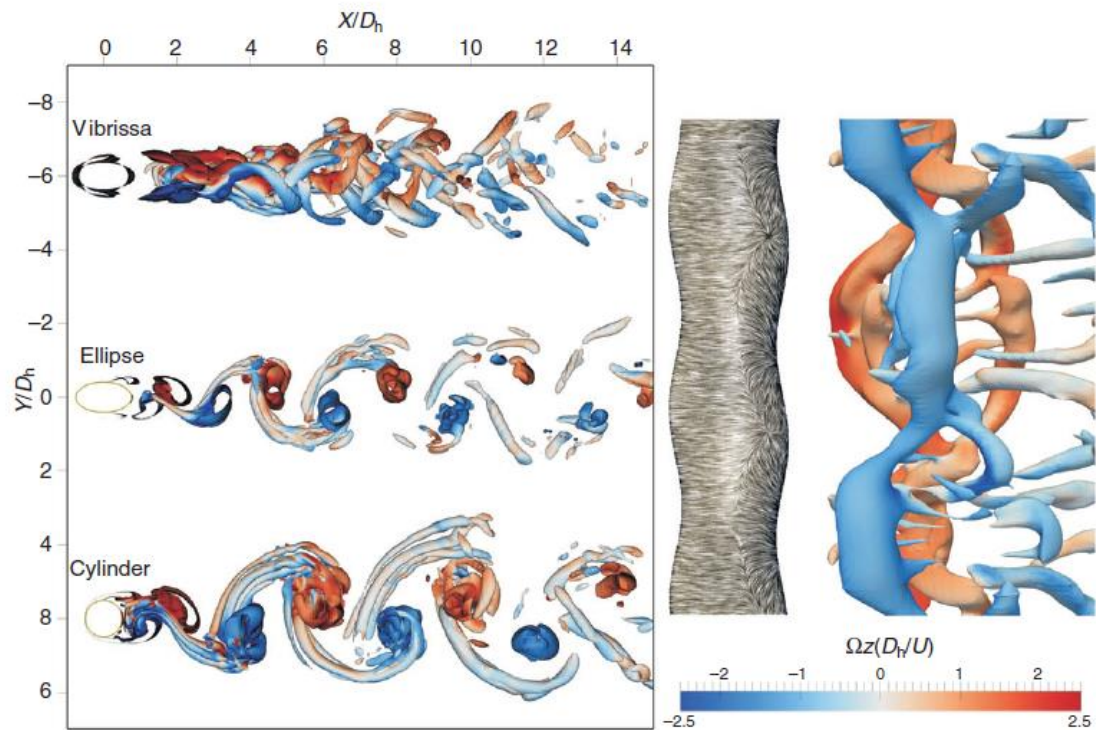 X/Dh
0 2 4 6 8 10 12 14
–8
Vibrissa
–6
–4
–2
Ellipse
Y/Dh
0
2
4
Cylinder
8
6
Ωz(Dh/U)
–2 –1 0 1 2
–2.5 2.5